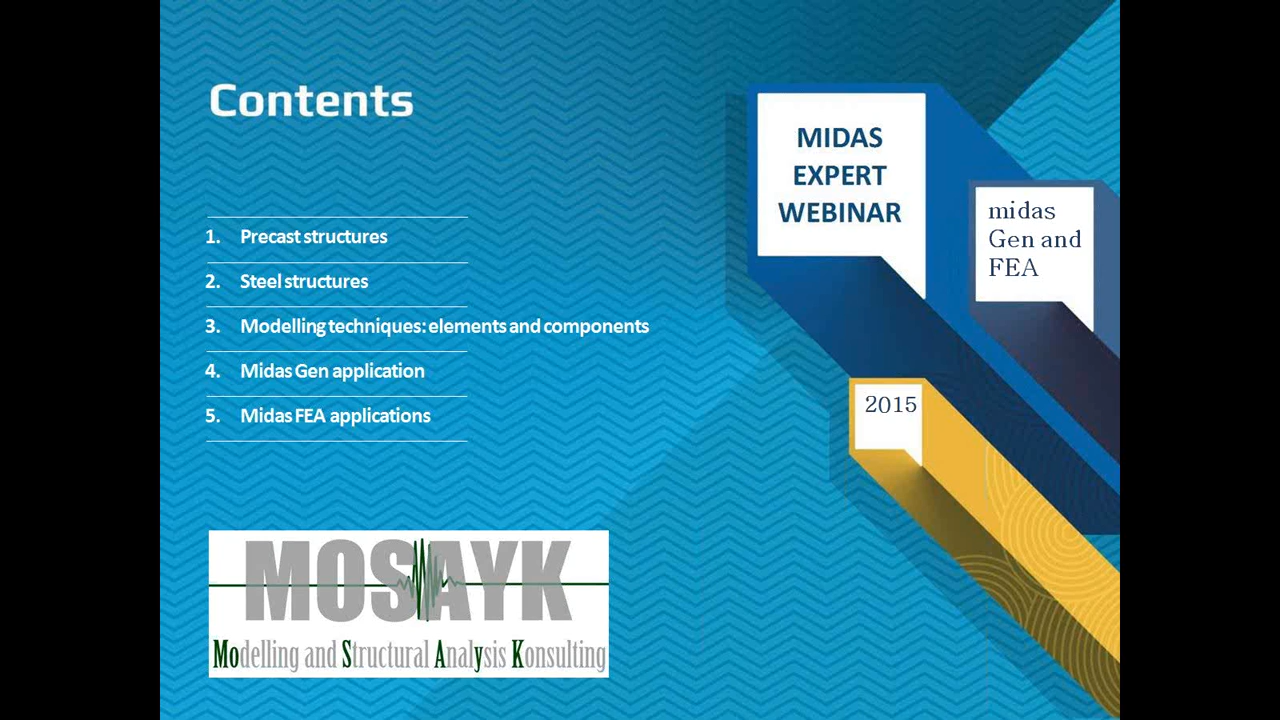 Contents
1. Precast structures
2. Steel structures
3. Modelling techniques: elements and components
4. Midas Gen application
5. Midas FEA applications
MIDAS
EXPERT
WEBINAR
midas
Gen and
FEA
2015
MOSAYK
Modelling and Structural Analysis Konsulting